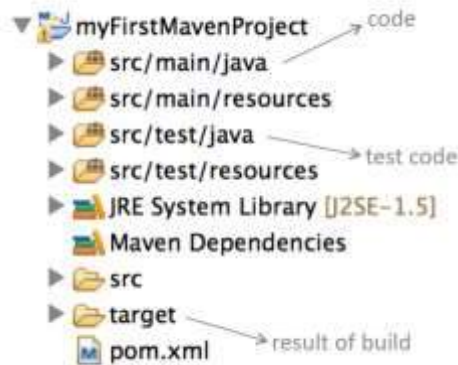 myFirstMavenProject
code
src/main/java
src/main/resources
src/test/java
test code
src/test/resources
JRE System Library [J2SE-1.5]
Maven Dependencies
src
target
result of build
pom.xml